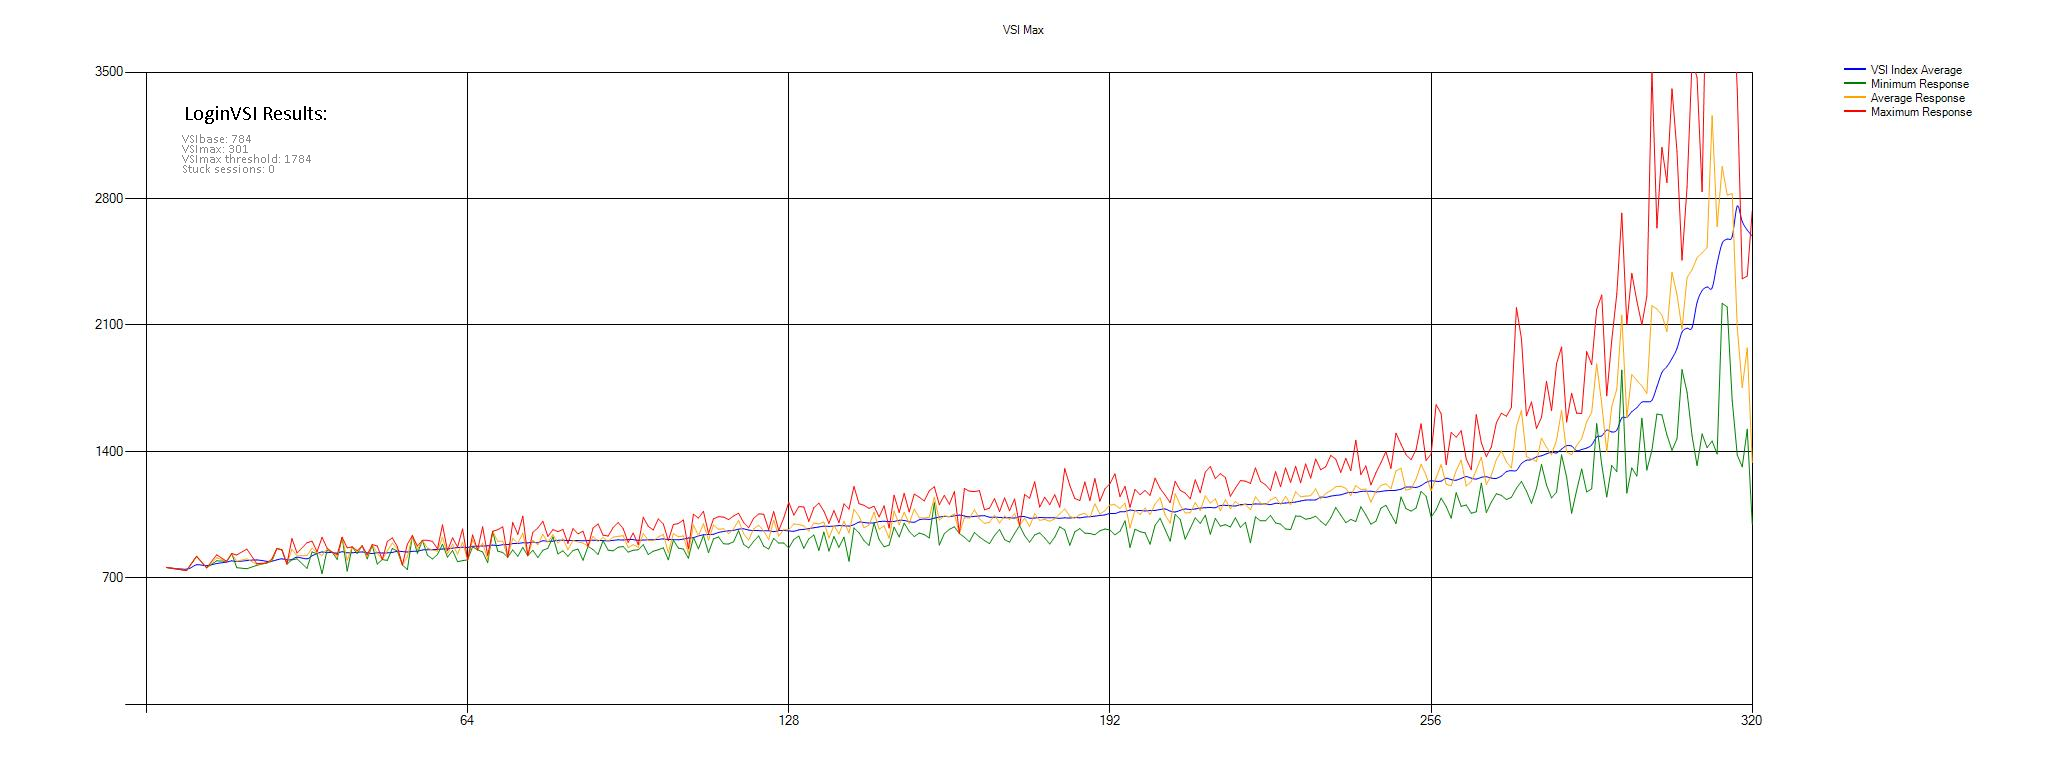 VSI Max
3500
2800
2100
1400
700
LoginVSI Results:
VSIbase: 784
VSImax: 301
VSImax threshold: 1784
Stuck sessions: 0
VSI Index Average
Minimum Response
Average Response
Maximum Response
64
128
192
256
320